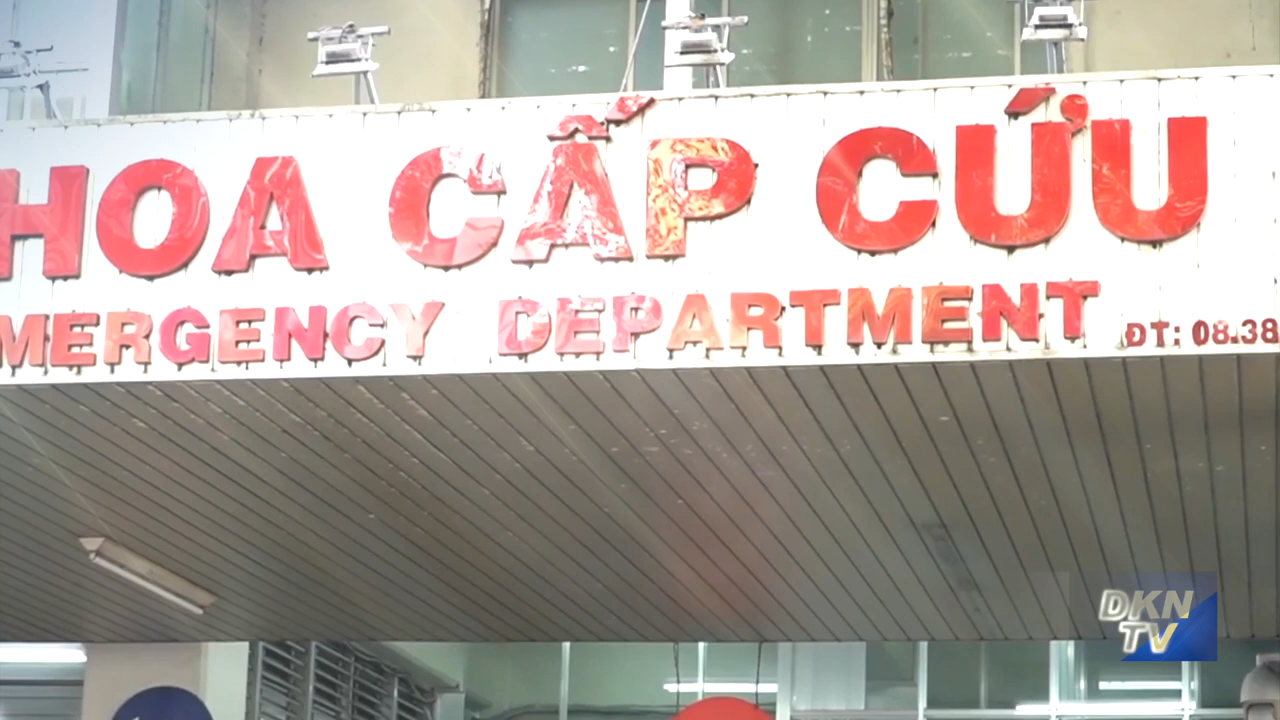 HOA CẤP CỨU
MERGENCY DEPARTMENT
ĐT: 08.38
DKN
TV